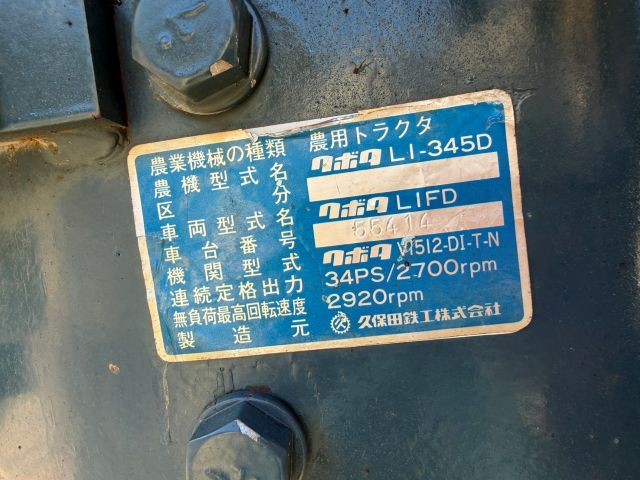 農業機械の種類 農用トラクタ
農機型式名 クボタ L1-345D
区分
車両型式名 クボタ L1FD
車台番号 55414
機関型式 クボタ V1512-DI-T-N
連続定格出力 34PS/2700rpm
無負荷最高回転速度 2920rpm
製造元 久保田鉄工株式会社